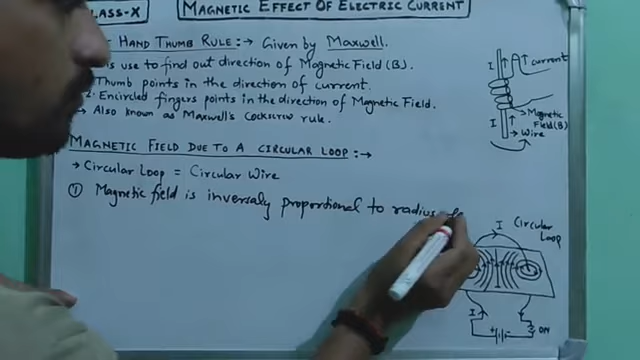 CLASS-X
MAGNETIC EFFECT OF ELECTRIC CURRENT
HAND THUMB RULE :→ Given by Maxwell.
is use to find out direction of Magnetic Field (B).
Thumb points in the direction of current.
Encircled fingers points in the direction of Magnetic Field.
→ Also known as Maxwell's Cockscrow rule.
I
current
Magnetic
Field(B)
I
Wire
MAGNETIC FIELD DUE TO A CIRCULAR LOOP :→
→ Circular Loop = Circular Wire
① Magnetic field is inversaly proportional to radius
I
Circular
Loop
I
+ -
ON